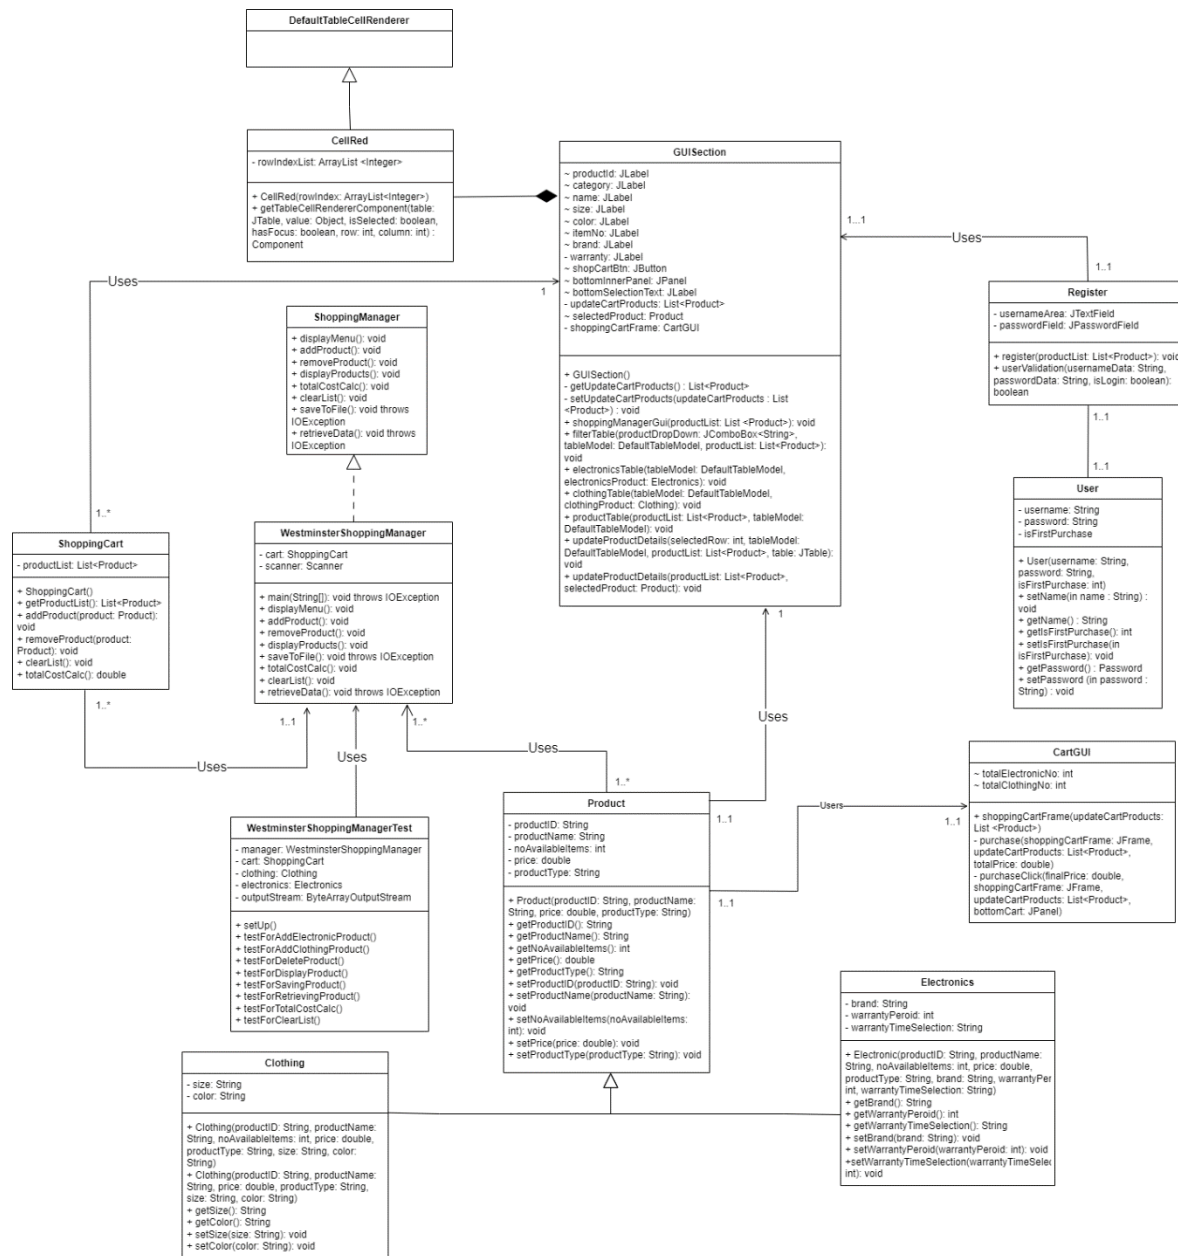 DefaultTableCellRenderer
CellRed
- rowIndexList: ArrayList <Integer>
+ CellRed(rowIndex: ArrayList<Integer>)
+ getTableCellRendererComponent(table:
JTable, value: Object, isSelected: boolean,
hasFocus: boolean, row: int, column: int) :
Component
GUISection
~ productId: JLabel
~ category: JLabel
~ name: JLabel
~ size: JLabel
~ color: JLabel
~ itemNo: JLabel
~ brand: JLabel
- warranty: JLabel
~ shopCartBtn: JButton
~ bottomInnerPanel: JPanel
~ bottomSelectionText: JLabel
- updateCartProducts: List<Product>
~ selectedProduct: Product
- shoppingCartFrame: CartGUI
+ GUISection()
- getUpdateCartProducts() : List<Product>
- setUpdateCartProducts(updateCartProducts : List
<Product>) : void
+ shoppingManagerGui(productList: List <Product>): void
+ filterTable(productDropDown: JComboBox<String>,
tableModel: DefaultTableModel, productList: List<Product>):
void
+ electronicsTable(tableModel: DefaultTableModel,
electronicsProduct: Electronics): void
+ clothingTable(tableModel: DefaultTableModel,
clothingProduct: Clothing): void
+ productTable(productList: List<Product>, tableModel:
DefaultTableModel): void
+ updateProductDetails(selectedRow: int, tableModel:
DefaultTableModel, productList: List<Product>, table: JTable):
void
+ updateProductDetails(productList: List<Product>,
selectedProduct: Product): void
1...1
Uses
1..1
Register
- usernameArea: JTextField
- passwordField: JPasswordField
+ register(productList: List<Product>): void
+ userValidation(usernameData: String,
passwordData: String, isLogin: boolean):
boolean
1..1
1..1
User
- username: String
- password: String
- isFirstPurchase
+ User(username: String,
password: String,
isFirstPurchase: int)
+ setName(in name : String) :
void
+ getName() : String
+ getIsFirstPurchase(): int
+ setIsFirstPurchase(in
isFirstPurchase): void
+ getPassword() : Password
+ setPassword (in password :
String) : void
Uses
1
ShoppingManager
+ displayMenu(): void
+ addProduct(): void
+ removeProduct(): void
+ displayProducts(): void
+ totalCostCalc(): void
+ clearList(): void
+ saveToFile(): void throws
IOException
+ retrieveData(): void throws
IOException
1..*
ShoppingCart
- productList: List<Product>
+ ShoppingCart()
+ getProductList(): List<Product>
+ addProduct(product: Product):
void
+ removeProduct(product:
Product): void
+ clearList(): void
+ totalCostCalc(): double
1..*
WestminsterShoppingManager
- cart: ShoppingCart
- scanner: Scanner
+ main(String[]): void throws IOException
+ displayMenu(): void
+ addProduct(): void
+ removeProduct(): void
+ displayProducts(): void
+ saveToFile(): void throws IOException
+ totalCostCalc(): void
+ clearList(): void
+ retrieveData(): void throws IOException
1..1
1..*
Uses
Uses
Uses
1..*
1
Uses
WestminsterShoppingManagerTest
- manager: WestminsterShoppingManager
- cart: ShoppingCart
- clothing: Clothing
- electronics: Electronics
- outputStream: ByteArrayOutputStream
+ setUp()
+ testForAddElectronicProduct()
+ testForAddClothingProduct()
+ testForDeleteProduct()
+ testForDisplayProduct()
+ testForSavingProduct()
+ testForRetrievingProduct()
+ testForTotalCostCalc()
+ testForClearList()
Product
- productID: String
- productName: String
- noAvailableItems: int
- price: double
- productType: String
+ Product(productID: String, productName:
String, price: double, productType: String)
+ getProductID(): String
+ getProductName(): String
+ getNoAvailableItems(): int
+ getPrice(): double
+ getProductType(): String
+ setProductID(productID: String): void
+ setProductName(productName: String):
void
+ setNoAvailableItems(noAvailableItems:
int): void
+ setPrice(price: double): void
+ setProductType(productType: String): void
1..1
1..1
Users
1..1
CartGUI
~ totalElectronicNo: int
~ totalClothingNo: int
+ shoppingCartFrame(updateCartProducts:
List <Product>)
- purchase(shoppingCartFrame: JFrame,
updateCartProducts: List<Product>,
totalPrice: double)
- purchaseClick(finalPrice: double,
shoppingCartFrame: JFrame,
updateCartProducts: List<Product>,
bottomCart: JPanel)
Electronics
- brand: String
- warrantyPeroid: int
- warrantyTimeSelection: String
+ Electronic(productID: String, productName:
String, noAvailableItems: int, price: double,
productType: String, brand: String, warrantyPer
int, warrantyTimeSelection: String)
+ getBrand(): String
+ getWarrantyPeroid(): int
+ getWarrantyTimeSelection(): String
+ setBrand(brand: String): void
+ setWarrantyPeroid(warrantyPeroid: int): void
+setWarrantyTimeSelection(warrantyTimeSelec
int): void
Clothing
- size: String
- color: String
+ Clothing(productID: String, productName:
String, noAvailableItems: int, price: double,
productType: String, size: String, color:
String)
+ Clothing(productID: String, productName:
String, price: double, productType: String,
size: String, color: String)
+ getSize(): String
+ getColor(): String
+ setSize(size: String): void
+ setColor(color: String): void